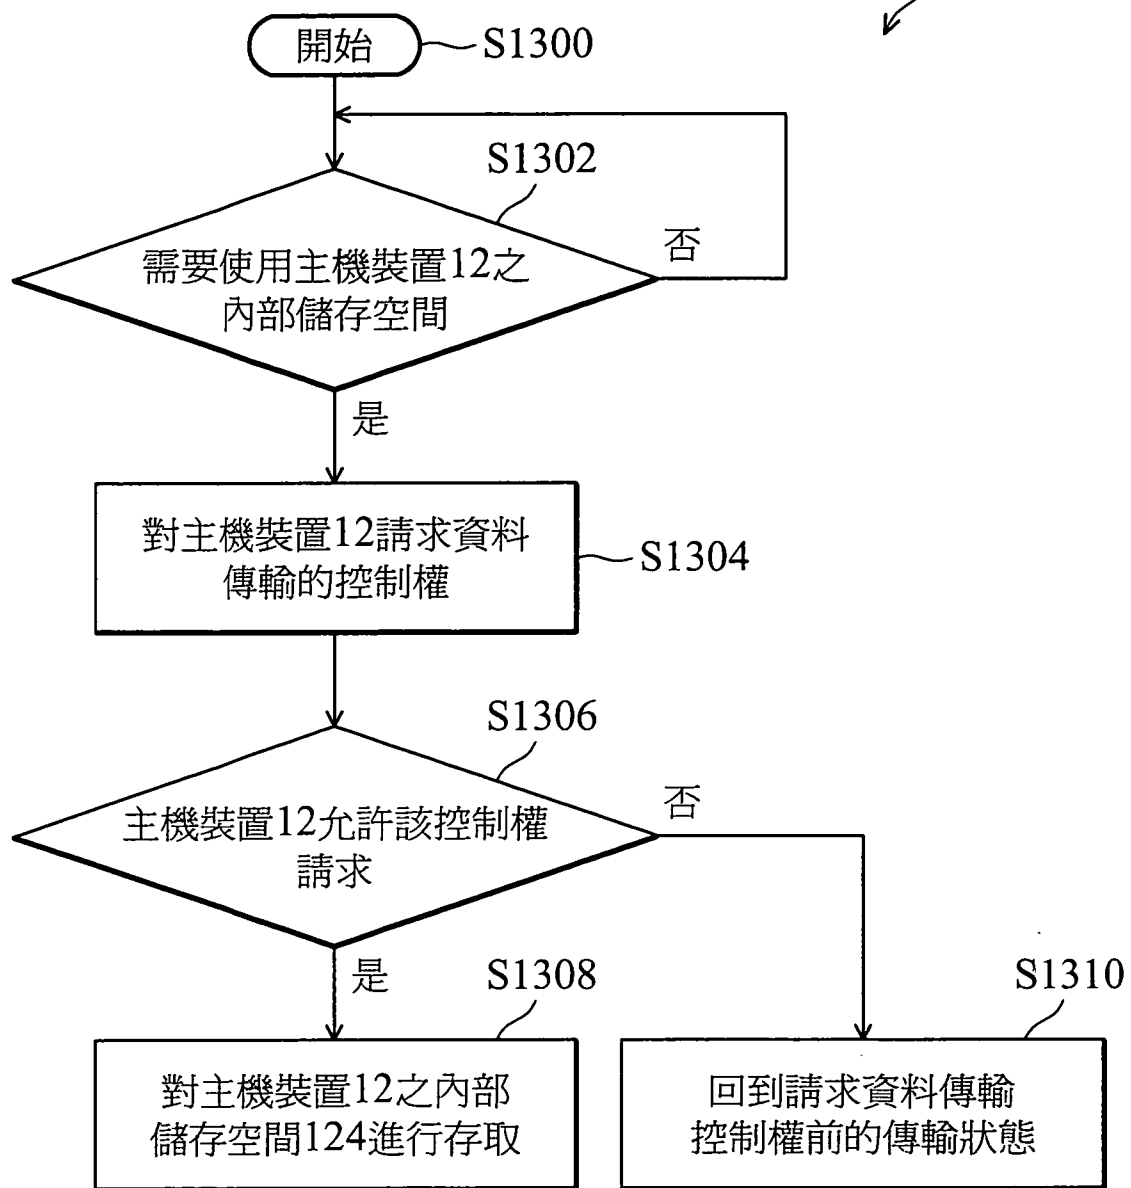 開始
S1300
S1302
需要使用主機裝置12之
內部儲存空間
否
是
對主機裝置12請求資料
傳輸的控制權
S1304
S1306
主機裝置12允許該控制權
請求
否
是
S1308
S1310
對主機裝置12之內部
儲存空間124進行存取
回到請求資料傳輸
控制權前的傳輸狀態